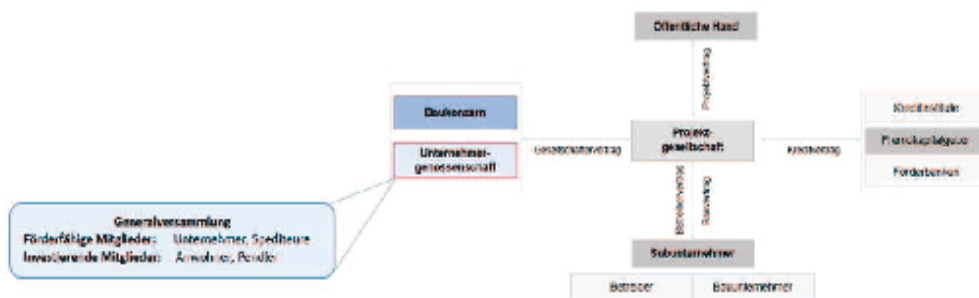 Öffentliche Hand
Projektvertrag
Baukonzern
Unternehmer-
genossenschaft
Gesellschaftervertrag
Projekt-
gesellschaft
Kreditvertrag
Kreditinstitute
Fremdkapitalgeber
Förderbanken
Betreibervertrag
Bauvertrag
Generalversammlung
Förderfähige Mitglieder: Unternehmer, Spediteure
Investierende Mitglieder: Anwohner, Pendler
Subunternehmer
Betreiber
Bauunternehmer